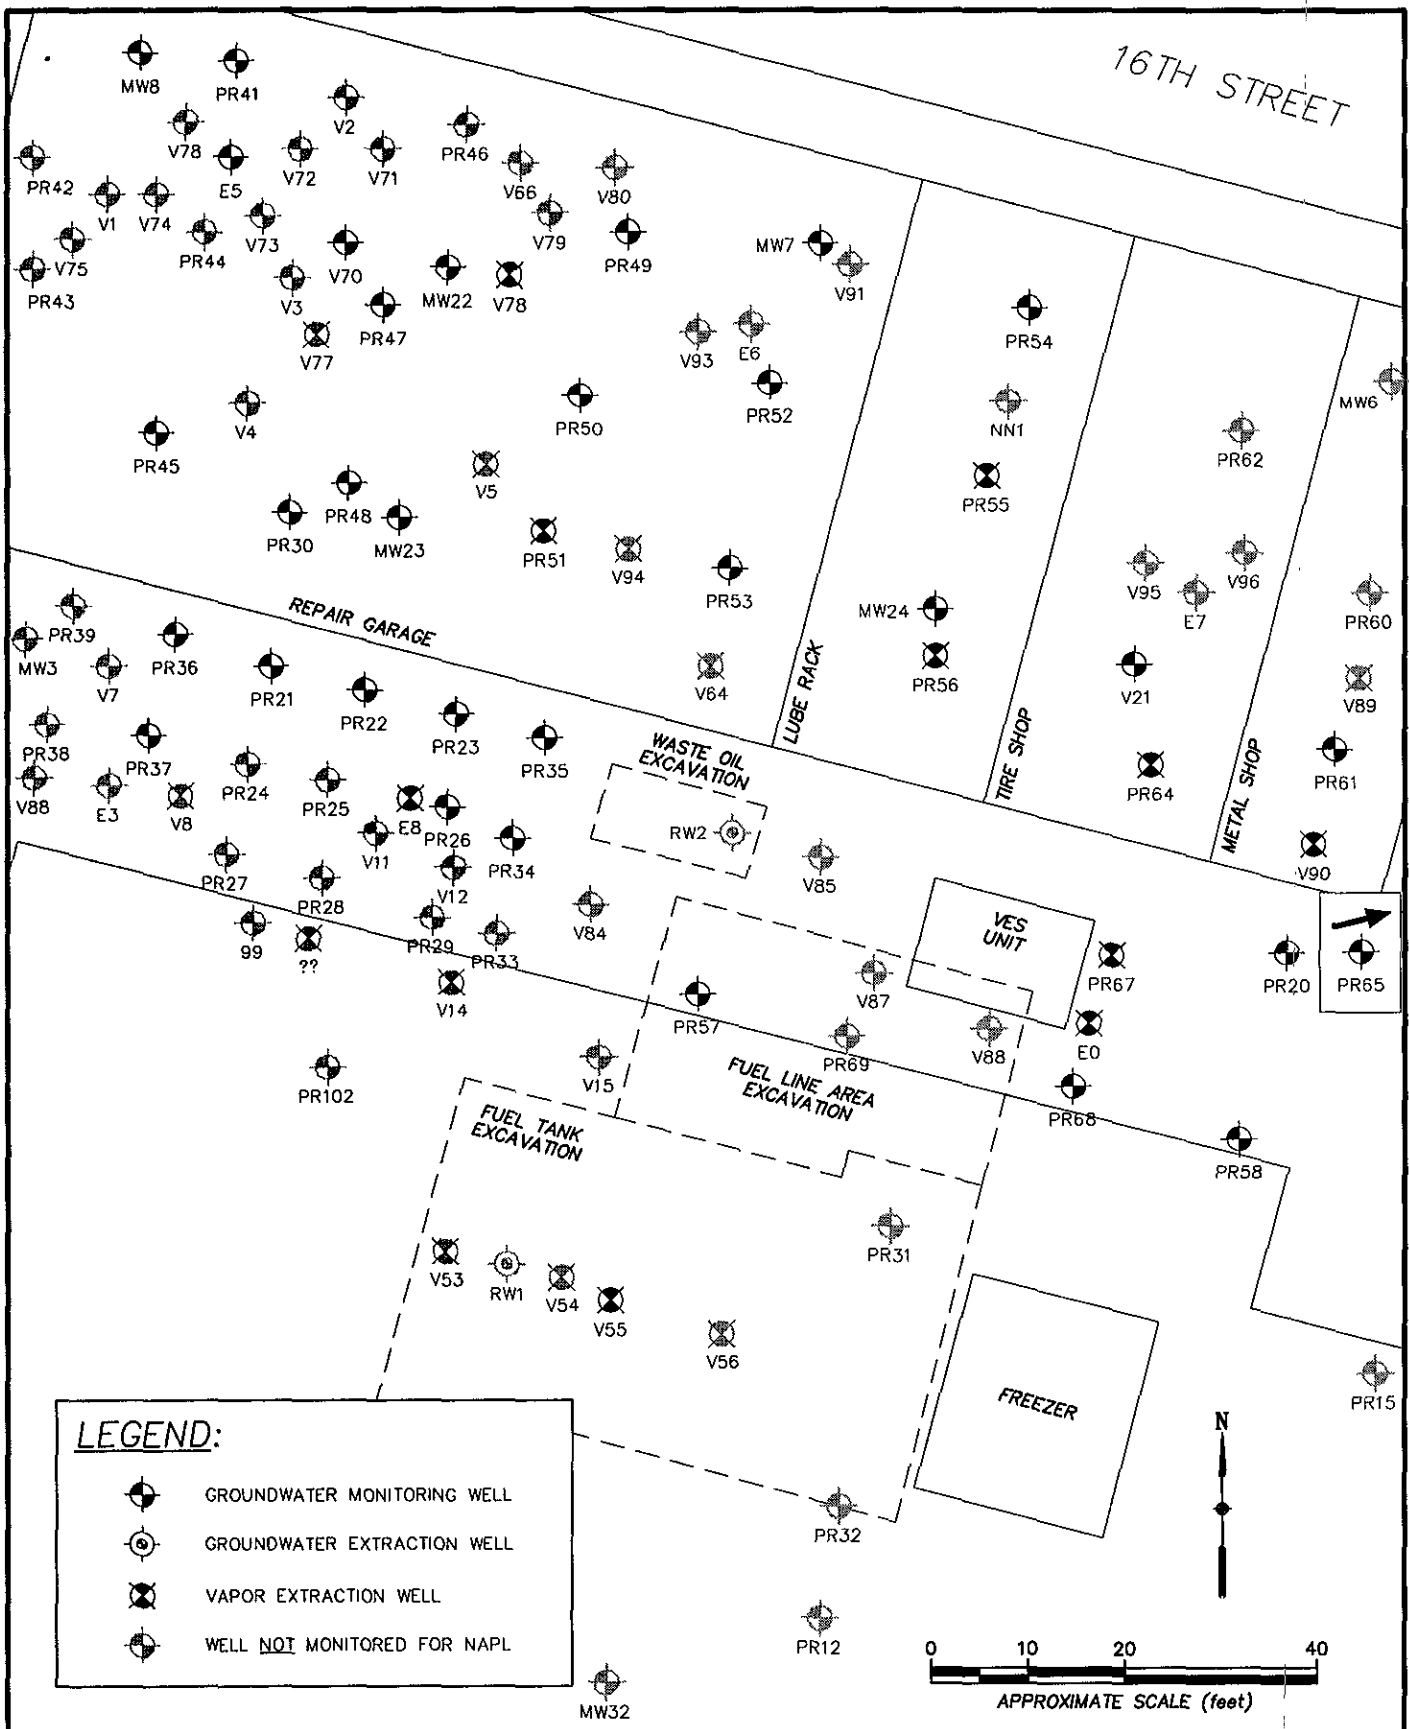 16TH STREET
MW8
PR41
V2
PR46
V78
E5
V72
V71
V66
V80
PR42
V1
V74
PR44
V73
V70
V79
PR49
MW7
V91
V75
PR43
V3
MW22
V78
V77
PR47
V93
E6
PR54
PR52
MW6
V4
PR45
PR50
NN1
PR62
V5
PR55
PR48
PR30
MW23
PR51
V94
PR53
V95
V96
E7
PR60
MW24
REPAIR GARAGE
PR39
MW3
V7
PR36
PR21
PR22
PR23
PR35
V64
LUBE RACK
PR56
TIRE SHOP
V21
V89
PR38
PR37
V88
E3
V8
PR24
PR25
E8
PR26
WASTE OIL
EXCAVATION
PR64
METAL SHOP
PR61
V11
PR34
RW2
V85
V90
PR27
PR28
V12
V84
99
??
PR29
PR33
V14
VES
UNIT
V87
PR67
PR20
PR65
PR57
PR69
V88
E0
PR102
V15
FUEL LINE AREA
EXCAVATION
PR68
FUEL TANK
EXCAVATION
PR58
PR31
V53
RW1
V54
V55
V56
FREEZER
PR15
LEGEND:
GROUNDWATER MONITORING WELL
GROUNDWATER EXTRACTION WELL
VAPOR EXTRACTION WELL
WELL NOT MONITORED FOR NAPL
N
PR32
PR12
MW32
0 10 20 40
APPROXIMATE SCALE (feet)